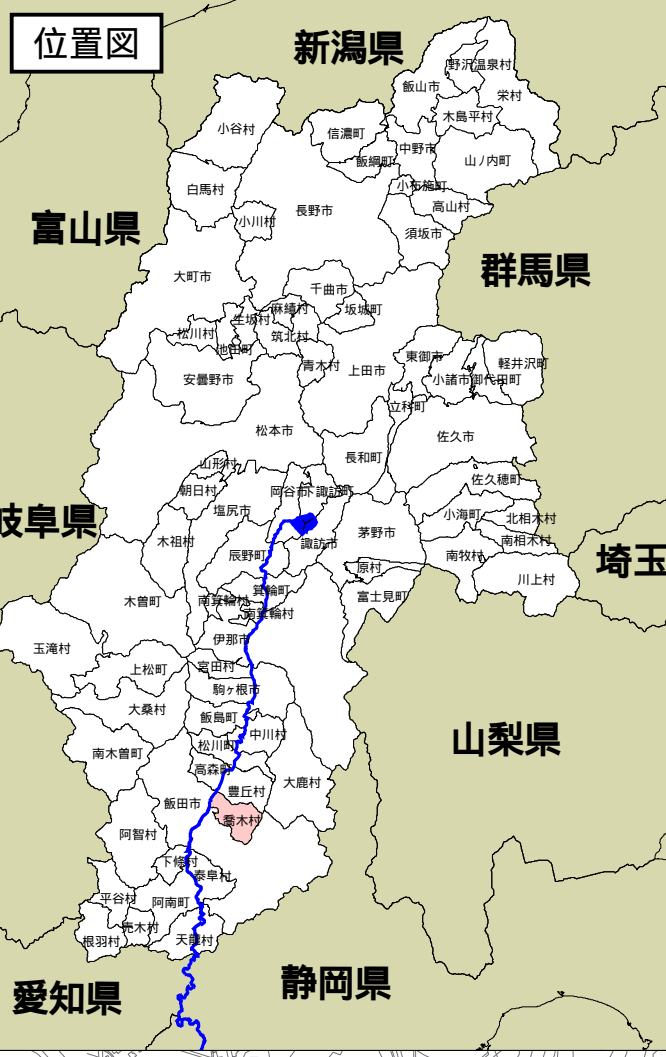 位置図
新潟県
野沢温泉村
飯山市
栄村
木島平村
小谷村
信濃町
中野市
飯綱町
山ノ内町
白馬村
小布施町
高山村
長野市
小川村
富山県
須坂市
群馬県
大町市
千曲市
麻績村
坂城町
生坂村
松川村
筑北村
池田町
東御市
青木村
上田市
軽井沢町
安曇野市
小諸市
御代田町
立科町
松本市
佐久市
長和町
山形村
佐久穂町
朝日村
岡谷市
下諏訪町
塩尻市
小海町
北相木村
岐阜県
茅野市
木祖村
諏訪市
南相木村
辰野町
南牧村
埼玉
原村
川上村
箕輪町
富士見町
木曽町
南箕輪村
南箕輪村
伊那市
玉滝村
宮田村
上松町
駒ヶ根市
大桑村
飯島町
中川村
松川町
山梨県
南木曽町
高森町
大鹿村
豊丘村
飯田市
喬木村
阿智村
下條村
泰阜村
平谷村
阿南町
売木村
根羽村
天龍村
静岡県
愛知県